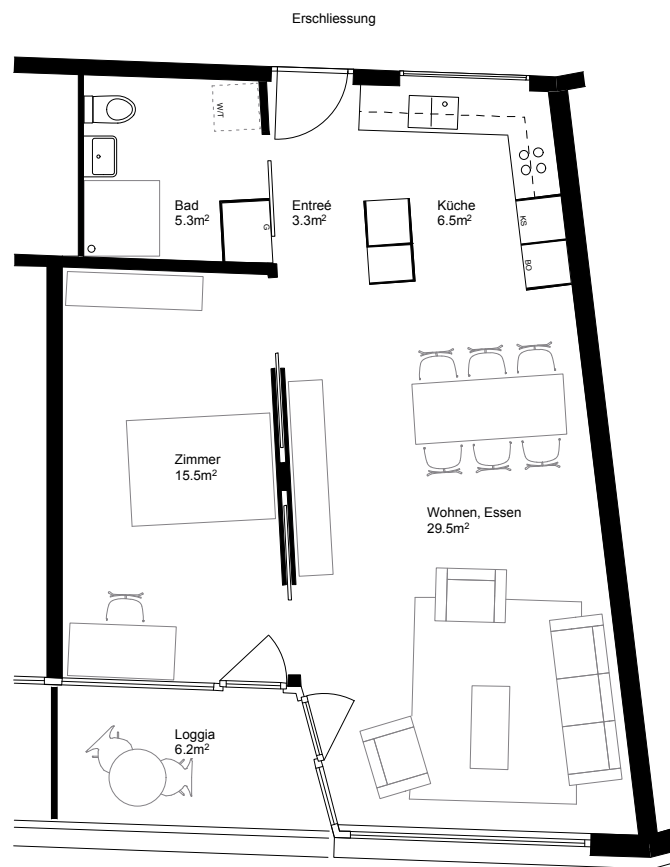 Erschliessung
W/T
Bad
5.3m²
Entreé
3.3m²
Küche
6.5m²
G
KS
BO
Zimmer
15.5m²
Wohnen, Essen
29.5m²
Loggia
6.2m²